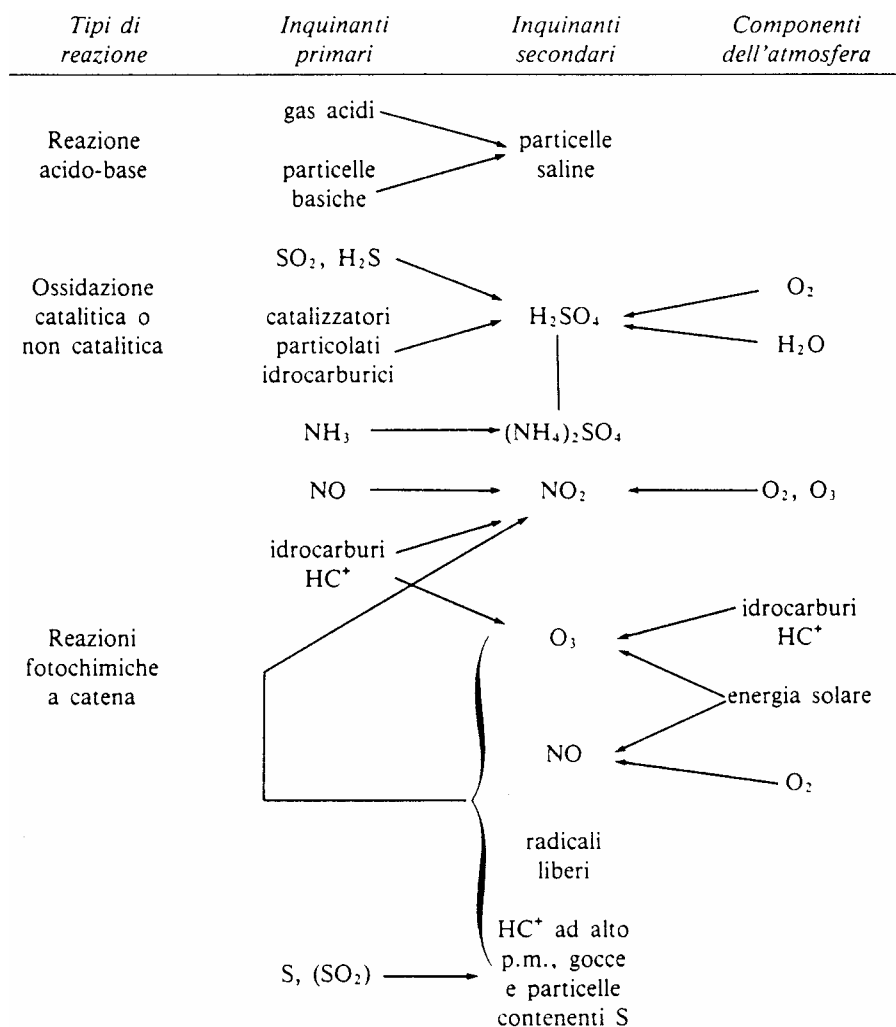 Tipi di reazione
Inquinanti primari
Inquinanti secondari
Componenti dell'atmosfera
Reazione
acido-base
gas acidi
particelle
basiche
particelle
saline
Ossidazione
catalitica o
non catalitica
SO₂, H₂S
catalizzatori
particolati
idrocarburici
H₂SO₄
O₂
H₂O
NH₃
(NH₄)₂SO₄
NO
NO₂
O₂, O₃
Reazioni
fotochimiche
a catena
idrocarburi
HC⁺
O₃
idrocarburi
HC⁺
energia solare
NO
O₂
radicali
liberi
S, (SO₂)
HC⁺ ad alto
p.m., gocce
e particelle
contenenti S